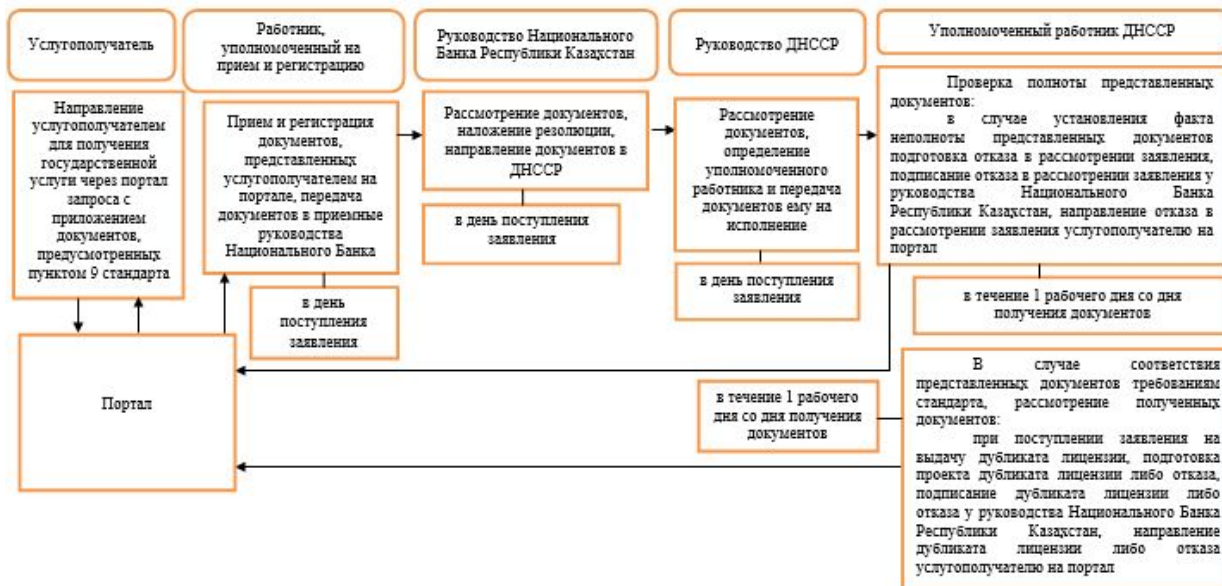 Услугополучатель
Работник,
уполномоченный на
прием и регистрацию
Руководство Национального
Банка Республики Казахстан
Руководство ДНССР
Уполномоченный работник ДНССР
Направление
услугополучателем
для получения
государственной
услуги через портал
запроса с
приложением
документов,
предусмотренных
пунктом 9 стандарта
Прием и регистрация
документов,
представленных
услугополучателем на
портале, передача
документов в приемные
руководства
Национального Банка
Рассмотрение документов,
наложение резолюции,
направление документов в
ДНССР
Рассмотрение
документов,
определение
уполномоченного
работника и передача
документов ему на
исполнение
Проверка полноты представленных
документов:
в случае установления факта
неполноты представленных документов
подготовка отказа в рассмотрении заявления,
подписание отказа в рассмотрении заявления у
руководства Национального Банка
Республики Казахстан, направление отказа в
рассмотрении заявления услугополучателю на
портал
в день
поступления
заявления
в день поступления
заявления
в день поступления
заявления
в течение 1 рабочего дня со дня
получения документов
Портал
в течение 1 рабочего
дня со дня получения
документов
В случае соответствия
представленных документов требованиям
стандарта, рассмотрение полученных
документов:
при поступлении заявления на
выдачу дубликата лицензии, подготовка
проекта дубликата лицензии либо отказа,
подписание дубликата лицензии либо
отказа у руководства Национального Банка
Республики Казахстан, направление
дубликата лицензии либо отказа
услугополучателю на портал